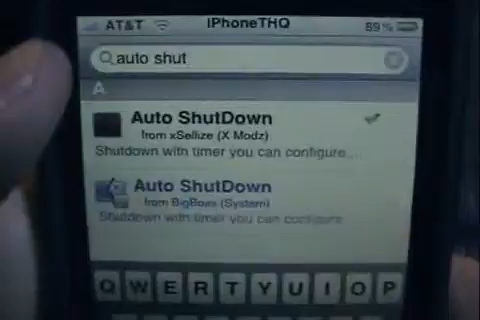 AT&T iPhoneTHQ 89%
auto shut
A
Auto ShutDown
from xSellize (X Modz)
Shutdown with timer you can configure....
Auto ShutDown
from BigBoss (System)
Shutdown with timer you can configure
Q W E R T Y U I O P